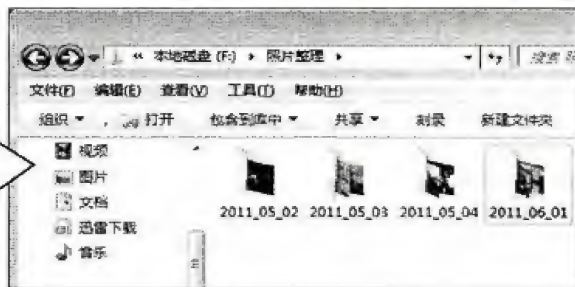 « 本地磁盘 (F:) ▸ 照片整理 ▸
文件(F) 编辑(E) 查看(V) 工具(T) 帮助(H)
组织 打开 包含到库中 共享 刻录 新建文件夹
视频
图片
文档
迅雷下载
音乐
2011_05_02 2011_05_03 2011_05_04 2011_06_01